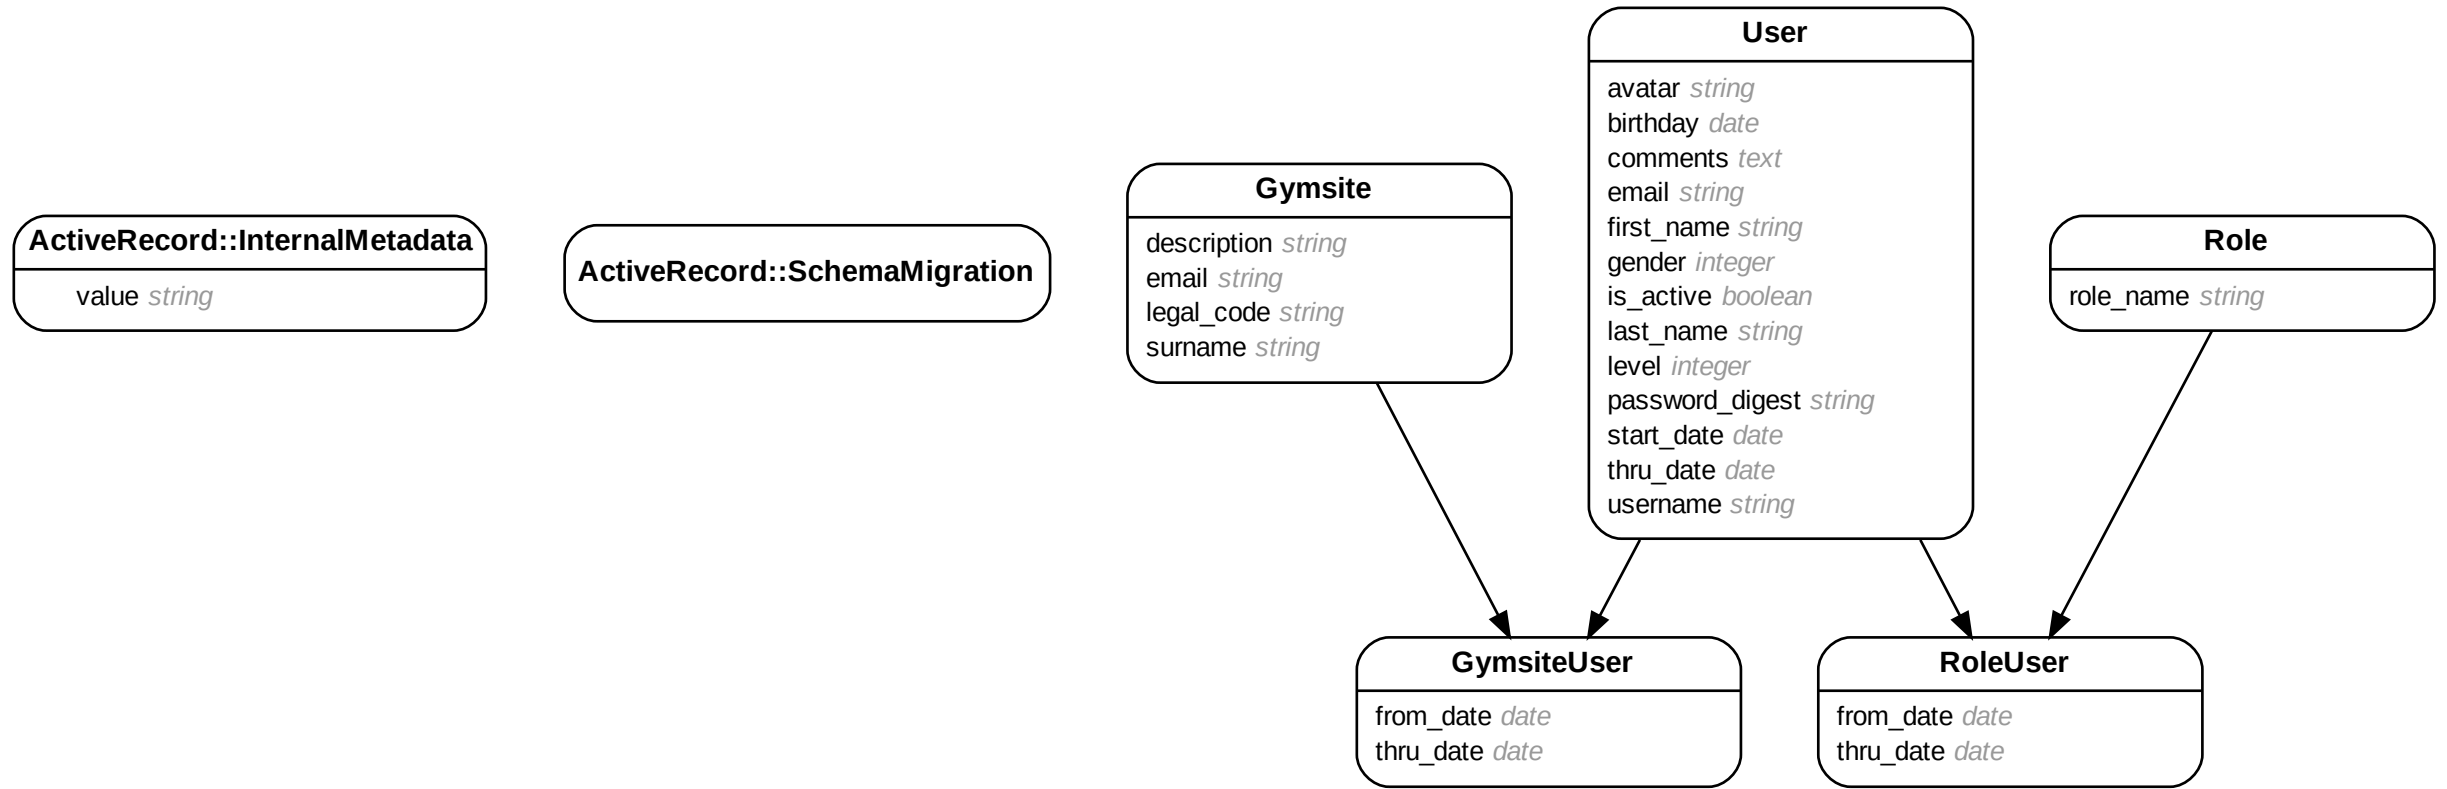 ActiveRecord::InternalMetadata
value string
ActiveRecord::SchemaMigration
Gymsite
description string
email string
legal_code string
surname string
User
avatar string
birthday date
comments text
email string
first_name string
gender integer
is_active boolean
last_name string
level integer
password_digest string
start_date date
thru_date date
username string
Role
role_name string
GymsiteUser
from_date date
thru_date date
RoleUser
from_date date
thru_date date